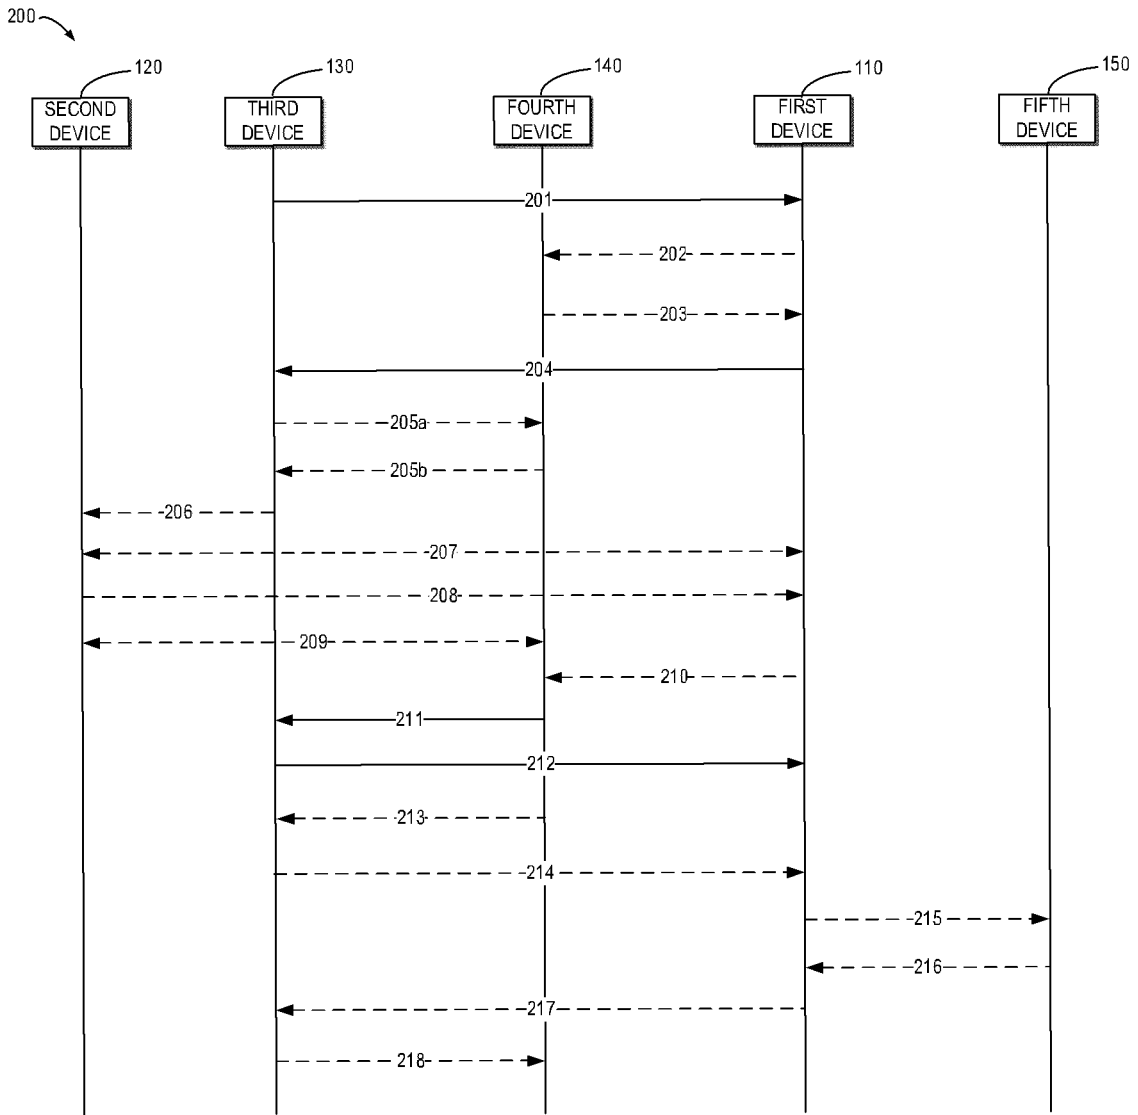 200
120
130
140
110
150
SECOND
DEVICE
THIRD
DEVICE
FOURTH
DEVICE
FIRST
DEVICE
FIFTH
DEVICE
201
202
203
204
205a
205b
206
207
208
209
210
211
212
213
214
215
216
217
218